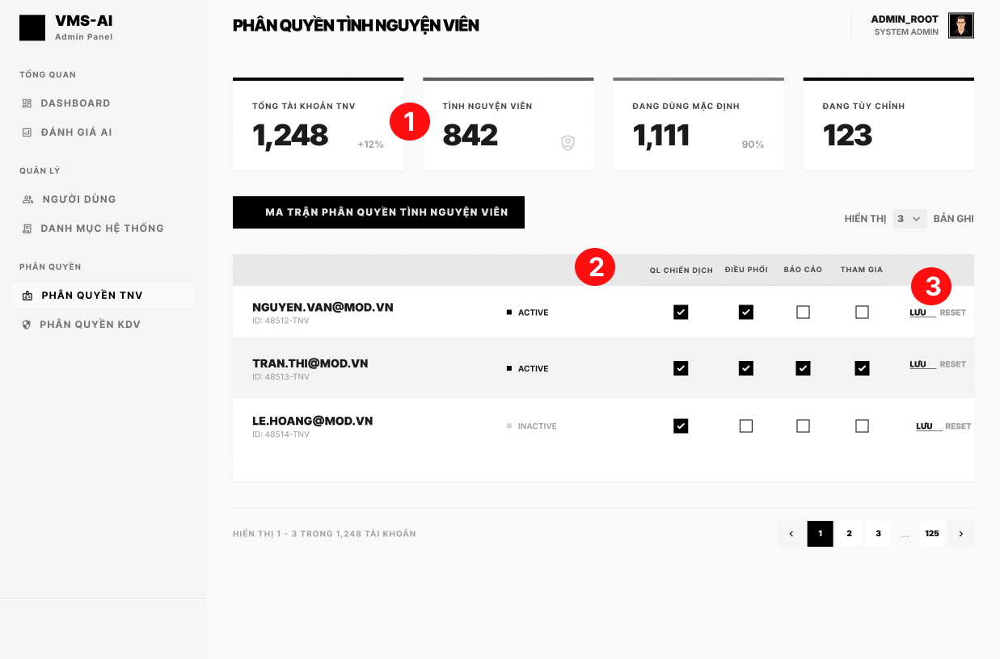 VMS-AI
Admin Panel
TỔNG QUAN
DASHBOARD
ĐÁNH GIÁ AI
QUẢN LÝ
NGƯỜI DÙNG
DANH MỤC HỆ THỐNG
PHÂN QUYỀN
PHÂN QUYỀN TNV
PHÂN QUYỀN KDV
PHÂN QUYỀN TÌNH NGUYỆN VIÊN
ADMIN_ROOT
SYSTEM ADMIN
TỔNG TÀI KHOẢN TNV
1,248
+12%
1
TÌNH NGUYỆN VIÊN
842
ĐANG DÙNG MẶC ĐỊNH
1,111
90%
ĐANG TÙY CHỈNH
123
MA TRẬN PHÂN QUYỀN TÌNH NGUYỆN VIÊN
HIỂN THỊ 3 BẢN GHI
2
QL CHIẾN DỊCH ĐIỀU PHỐI BÁO CÁO THAM GIA
3
NGUYEN.VAN@MOD.VN
ID: 48512-TNV
ACTIVE
LƯU RESET
TRAN.THI@MOD.VN
ID: 48513-TNV
ACTIVE
LƯU RESET
LE.HOANG@MOD.VN
ID: 48514-TNV
INACTIVE
LƯU RESET
HIỂN THỊ 1 - 3 TRONG 1,248 TÀI KHOẢN
1 2 3 ... 125